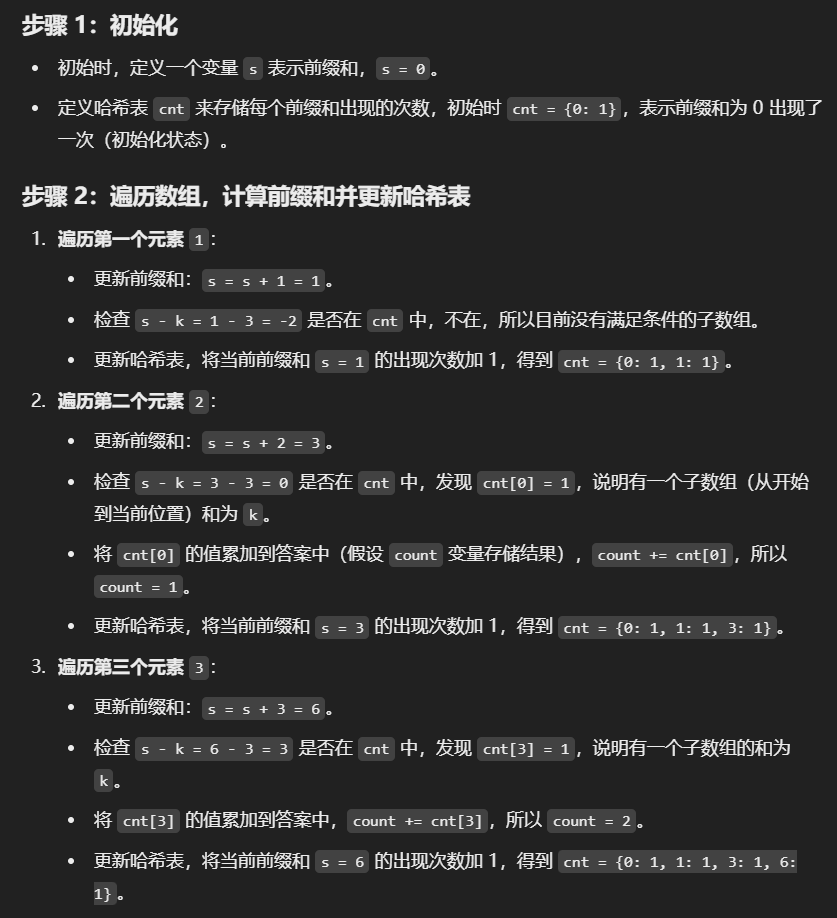 步骤 1：初始化
• 初始时，定义一个变量 s 表示前缀和，s = 0。
• 定义哈希表 cnt 来存储每个前缀和出现的次数，初始时 cnt = {0: 1}，表示前缀和为 0 出现了
一次（初始化状态）。
步骤 2：遍历数组，计算前缀和并更新哈希表
1. 遍历第一个元素 1：
• 更新前缀和：s = s + 1 = 1。
• 检查 s - k = 1 - 3 = -2 是否在 cnt 中，不在，所以目前没有满足条件的子数组。
• 更新哈希表，将当前前缀和 s = 1 的出现次数加 1，得到 cnt = {0: 1, 1: 1}。
2. 遍历第二个元素 2：
• 更新前缀和：s = s + 2 = 3。
• 检查 s - k = 3 - 3 = 0 是否在 cnt 中，发现 cnt[0] = 1，说明有一个子数组（从开始
到当前位置）和为 k。
• 将 cnt[0] 的值累加到答案中（假设 count 变量存储结果），count += cnt[0]，所以
count = 1。
• 更新哈希表，将当前前缀和 s = 3 的出现次数加 1，得到 cnt = {0: 1, 1: 1, 3: 1}。
3. 遍历第三个元素 3：
• 更新前缀和：s = s + 3 = 6。
• 检查 s - k = 6 - 3 = 3 是否在 cnt 中，发现 cnt[3] = 1，说明有一个子数组的和为
k。
• 将 cnt[3] 的值累加到答案中，count += cnt[3]，所以 count = 2。
• 更新哈希表，将当前前缀和 s = 6 的出现次数加 1，得到 cnt = {0: 1, 1: 1, 3: 1, 6:
1}。